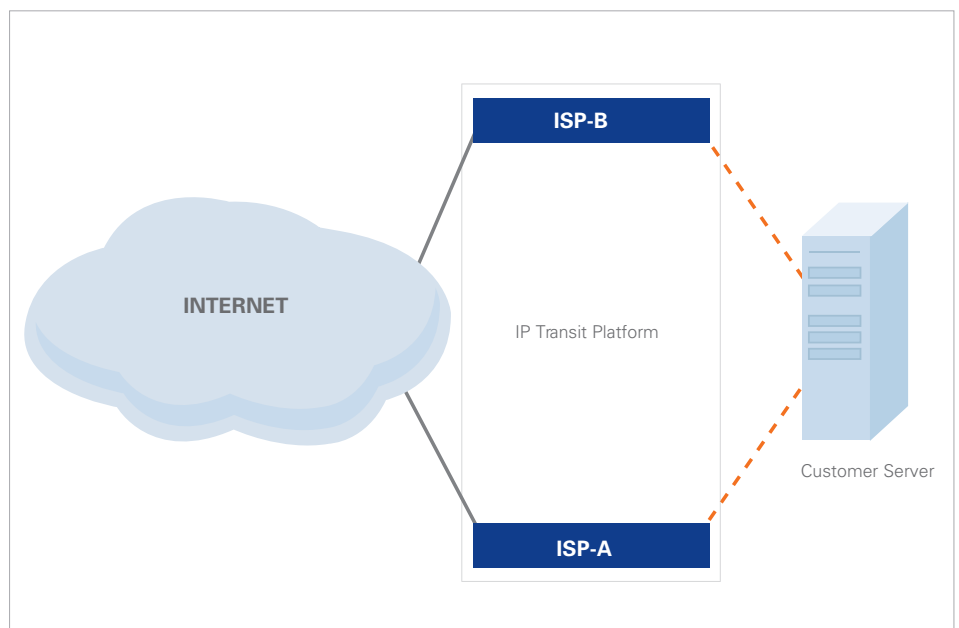 ISP-B
INTERNET
IP Transit Platform
Customer Server
ISP-A